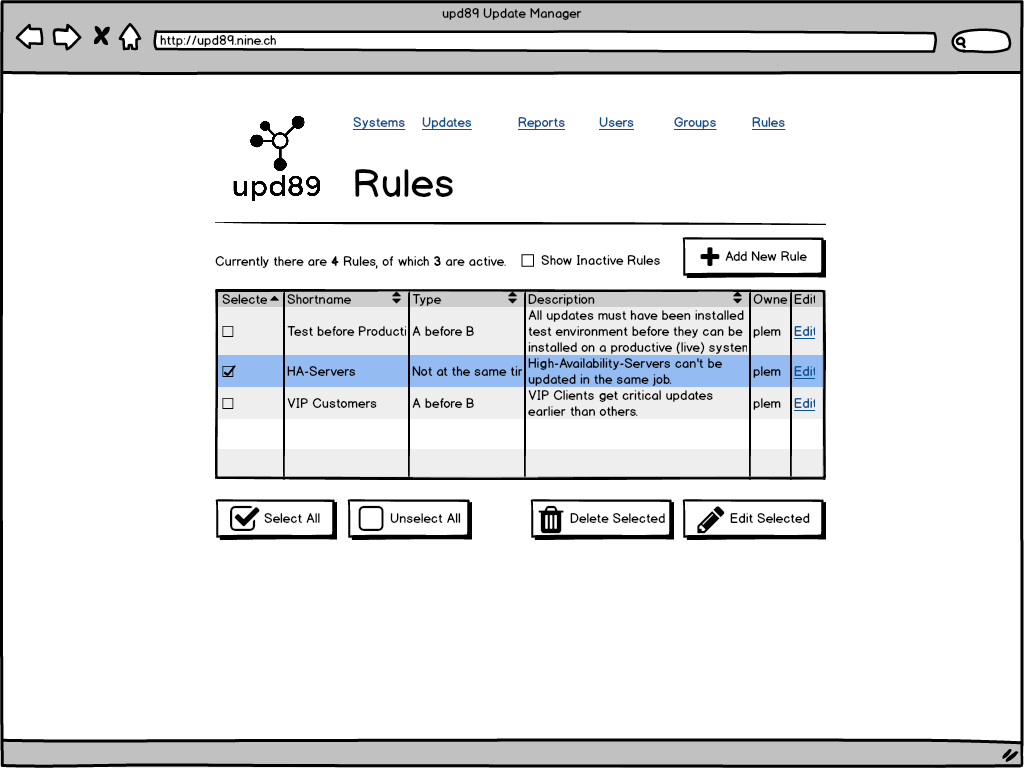 upd89 Update Manager
http://upd89.nine.ch
Systems Updates Reports Users Groups Rules
upd89
Rules
Currently there are 4 Rules, of which 3 are active. Show Inactive Rules Add New Rule
Selecte Shortname Type Description Owne Edit
All updates must have been installed
Test before Producti A before B test environment before they can be plem Edit
installed on a productive (live) system
HA-Servers Not at the same tir High-Availability-Servers can't be plem Edit
updated in the same job.
VIP Customers A before B VIP Clients get critical updates plem Edit
earlier than others.
Select All Unselect All Delete Selected Edit Selected